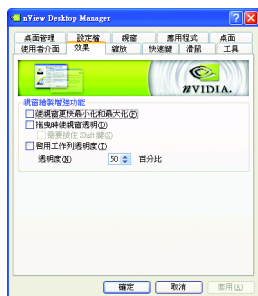 nView Desktop Manager
桌面管理 設定檔 視窗 應用程式 桌面
使用者介面 效果 縮放 快速鍵 滑鼠 工具
NVIDIA.
視窗繪製增強功能
使視窗更快最小化和最大化(F)
拖曳時使視窗透明(D)
需要按住 Shift 鍵(S)
啟用工作列透明度(T)
透明度(N) 50 百分比
確定 取消 套用(A)